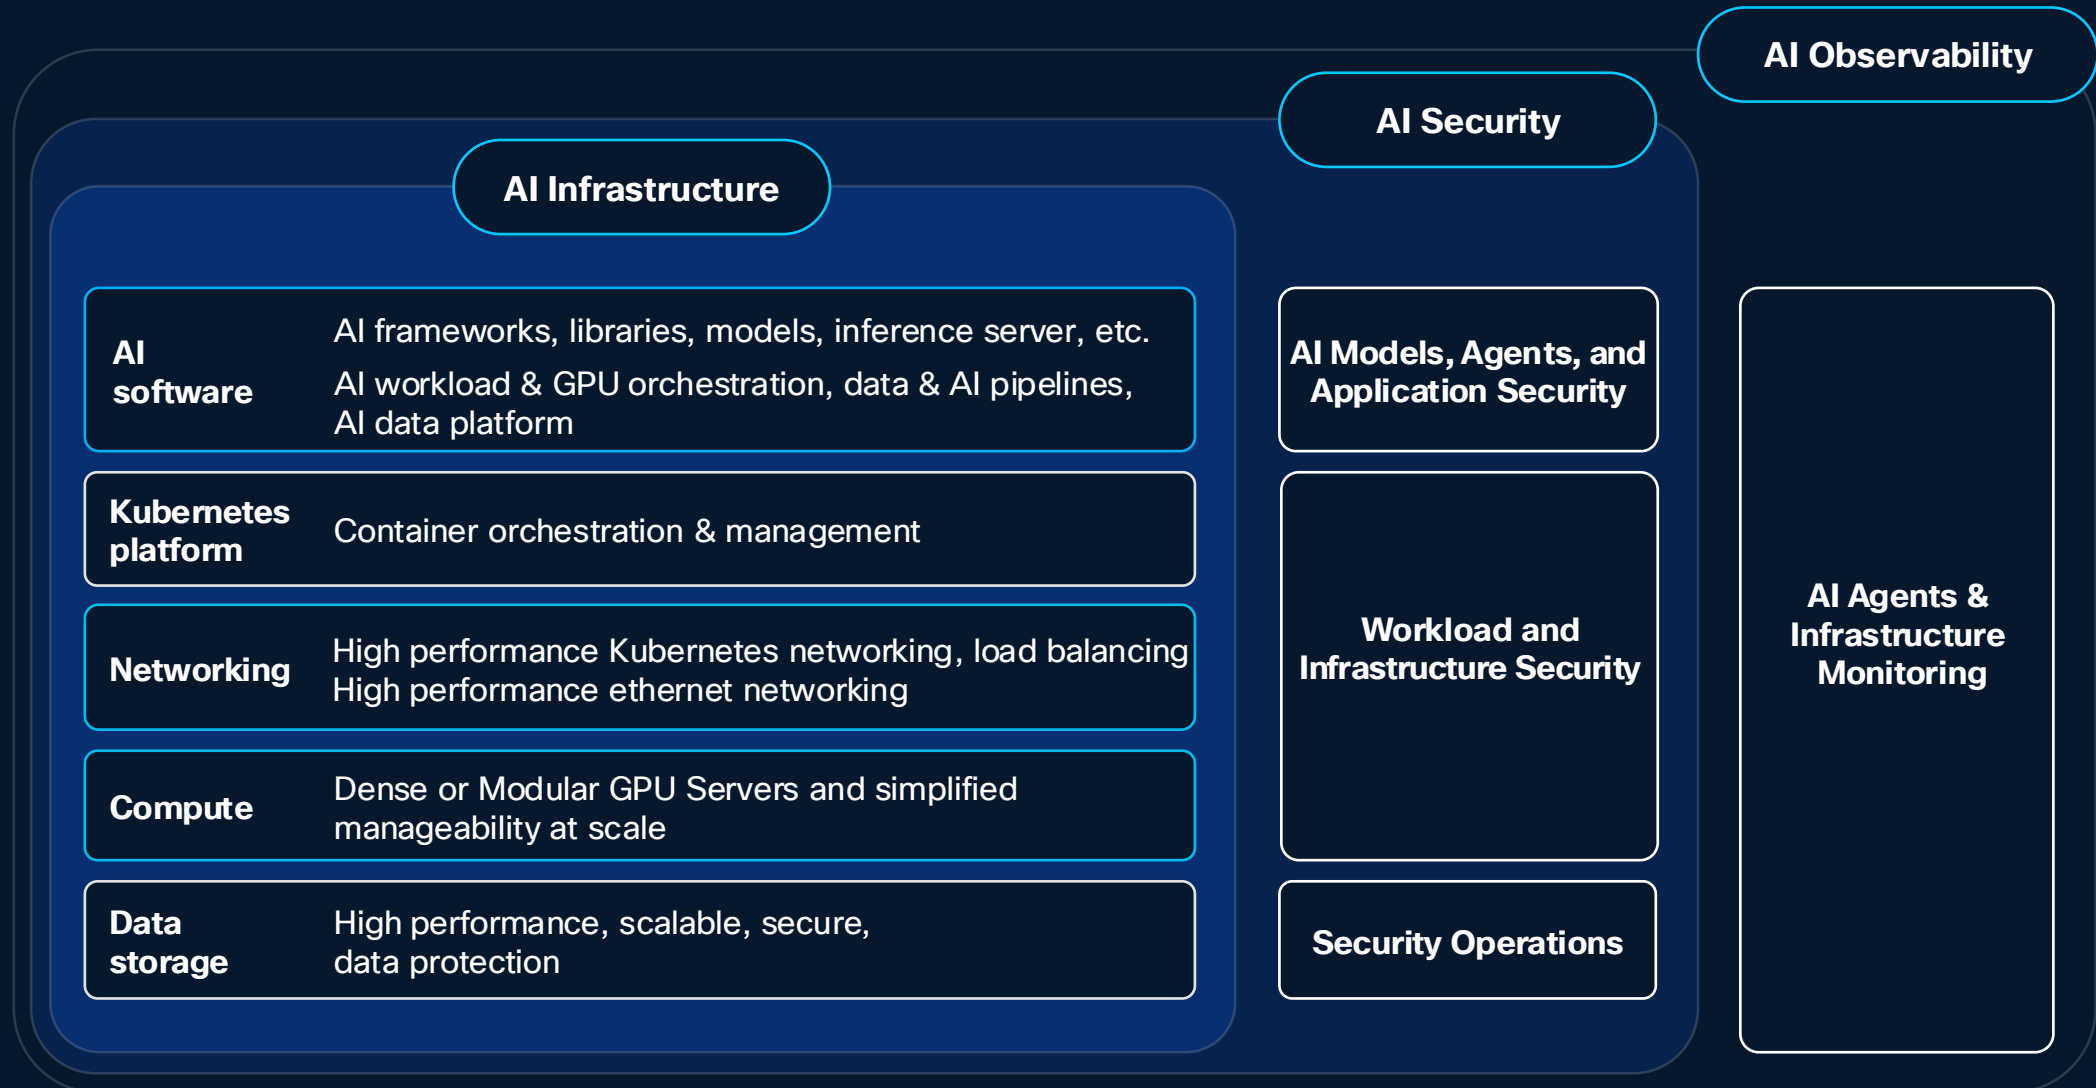 AI Observability
AI Security
AI Infrastructure
AI
software
AI frameworks, libraries, models, inference server, etc.
AI workload & GPU orchestration, data & AI pipelines,
AI data platform
Kubernetes
platform
Container orchestration & management
Networking
High performance Kubernetes networking, load balancing
High performance ethernet networking
Compute
Dense or Modular GPU Servers and simplified
manageability at scale
Data
storage
High performance, scalable, secure,
data protection
AI Models, Agents, and
Application Security
Workload and
Infrastructure Security
Security Operations
AI Agents &
Infrastructure
Monitoring